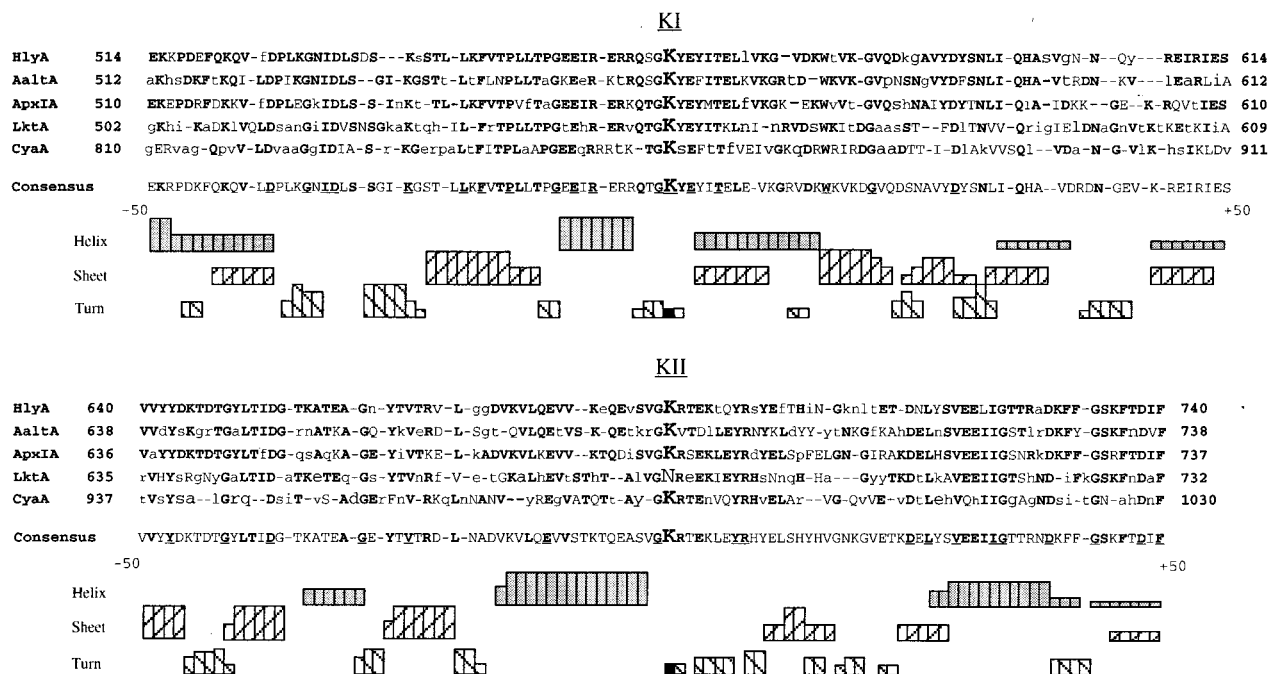 KI
HlyA 514 EKKPDEFQKQV-fDPLKGNIDLSDS---KsSTL-LKFVTPLLTPGEEIR-ERRQSGKYEYITELlvKG-VDKWtVK-GVQDkgAVYDYSNLI-QHASVgN-N--Qy--REIRIES 614
AaltA 512 aKhsDKFtKQI-LDPIKGNIDLSS-GI-KGSTt-LtFLNPLLTaGKEeR-KtRQSGKYEFITELKVKGRtD-WKVK-GVpNSNgVYDFSNLI-QHA-VtRDN--KV--lEaRLiA 612
ApxIA 510 EKEPDRFDKKV-fDPLEGkIDLSS-S-InKt-TL-LKFVTPVfTaGEEIR-ERKQTGKYEYMTELfVKGK-EKWvVt-GVQShNAIYDYTNLI-QlA-IDKK--GE--K-RQVtIES 610
LktA 502 gKhi-KaDKlVQLDsanGiIDVSNSGkaKtqh-IL-FrTPLLTPGtEhR-ERVQTGKYEYITKLnI-nRVDSWKItDGaasST--FDlTNVV-QrigIElDNaGnVtKtKEtKIiA 609
CyaA 810 gERvag-QpvV-LDvaaGgIDIA-S-r-KGerpaLtFITPLaAPGEEqRRRtK-TGKSEFtTfVEIVGKqDRWRIRDGaaDTT-I-DlAkVVSQl--VDa-N-G-Vlk-hsIKLDv 911
Consensus EKRPDKFQKQV-LDPLKGNIDLS-SGI-KGST-LLKFVTPLLTPGEEIR-ERRQTGKYEYITELE-VKGRVDKWKVKDGVQDSNAVYDYSNLI-QHA--VDRDN-GEV-K-REIRIES
-50 +50
Helix
Sheet
Turn
KII
HlyA 640 VVYYDKTDTGYLTIDG-TKATEA-Gn-YTVTRV-L-ggDVKVLQEVV--KeQEvSVGKRTEKtQYRsYEfTHiN-GknltET-DNLYSVEELIGTTRaDKFF-GSKFTDIF 740
AaltA 638 VVdYsKgrTGaLTIDG-rnATKA-GQ-YkVeRD-L-Sgt-QVLQEtVS-K-QEtkrGKVTDlLEYRNYKLdYY-ytNKGfKAhDELnSVEEIIGSTlrDKFY-GSKFnDVF 738
ApxIA 636 VaYYDKTDTGYLTfDG-qsAqKA-GE-YiVTKE-L-kaDVKVLKEVV--KTQDiSVGKRSEKLEYRdYELSpFELGN-GIRAKDELHSVEEIIGSNRkDKFF-GSRFTDIF 737
LktA 635 rVHYsRgNyGaLTID-aTKeTEq-gs-YTVnRf-V-e-tGKaLhEVtSThT--AlVGNReEKIEYRHsNnqH-Ha---GyyTKDtLkAVEEIIGTShND-iFkGSKFnDaF 732
CyaA 937 tVsYsa--lGrq--DsiT-vS-AdGErFnV-RKqLnNANV--yREgVATQTt-Ay-GKRTENVQYRHvELAr--VG-QvvE-vDtLehVQhIIGgAgNDsi-tGN-ahDnF 1030
Consensus VVYYDKTDTGYLTIDG-TKATEA-GEYTVTRD-L-NADVKVLQEVVSTKTQEASVGKRTEKLEYRHYELSHYHVGNKGVETKDELYSVEEIIGTTRNDKFF-GSKFTDIF
-50 +50
Helix
Sheet
Turn